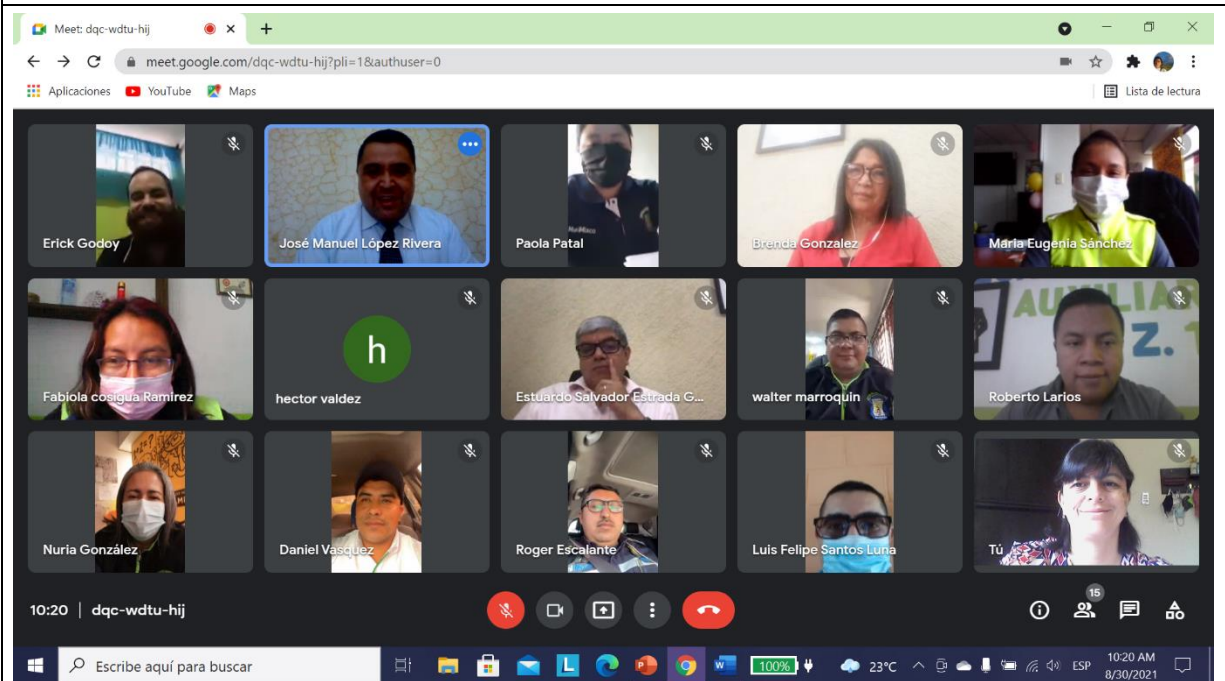 Meet: dqc-wdtu-hij
meet.google.com/dqc-wdtu-hij?pli=1&authuser=0
Aplicaciones YouTube Maps Lista de lectura
Erick Godoy
José Manuel López Rivera
Paola Patal
Brenda Gonzalez
Maria Eugenia Sánchez
Fabiola cosigua Ramirez
h
hector valdez
Estuardo Salvador Estrada G...
walter marroquin
AUXILIAR
Z. 1
Roberto Larios
Nuria González
Daniel Vasquez
Roger Escalante
Luis Felipe Santos Luna
Tú
10:20 | dqc-wdtu-hij
15
Escribe aquí para buscar
100%
23°C
ESP
10:20 AM
8/30/2021